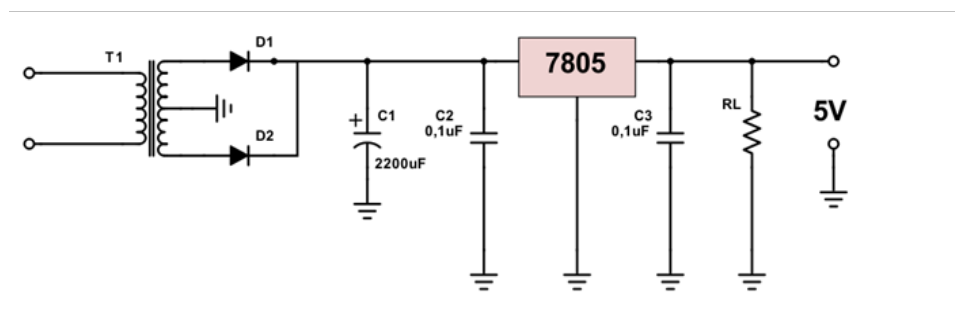 T1
D1
D2
+
C1
2200uF
C2
0,1uF
7805
C3
0,1uF
RL
5V